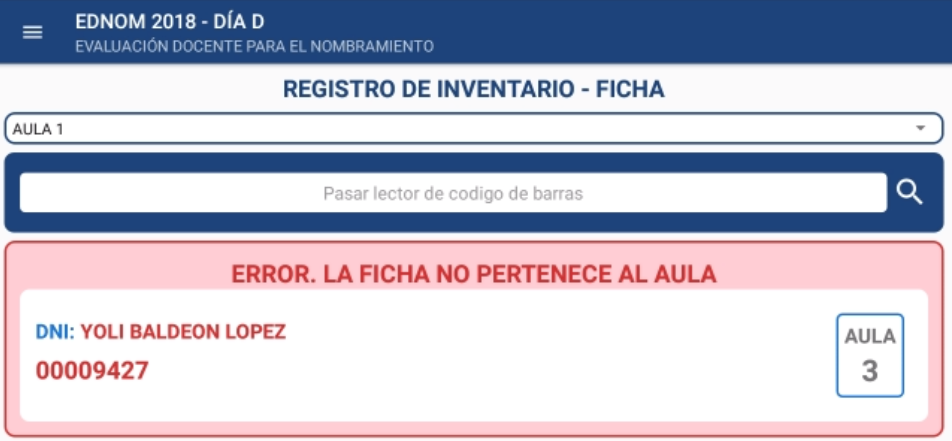 EDNOM 2018 - DÍA D
EVALUACIÓN DOCENTE PARA EL NOMBRAMIENTO
REGISTRO DE INVENTARIO - FICHA
AULA 1
Pasar lector de codigo de barras
ERROR. LA FICHA NO PERTENECE AL AULA
DNI: YOLI BALDEON LOPEZ
00009427
AULA
3